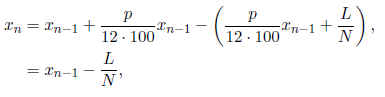 x_n = x_{n-1} + \frac{p}{12 \cdot 100} x_{n-1} - \left( \frac{p}{12 \cdot 100} x_{n-1} + \frac{L}{N} \right),
= x_{n-1} - \frac{L}{N},